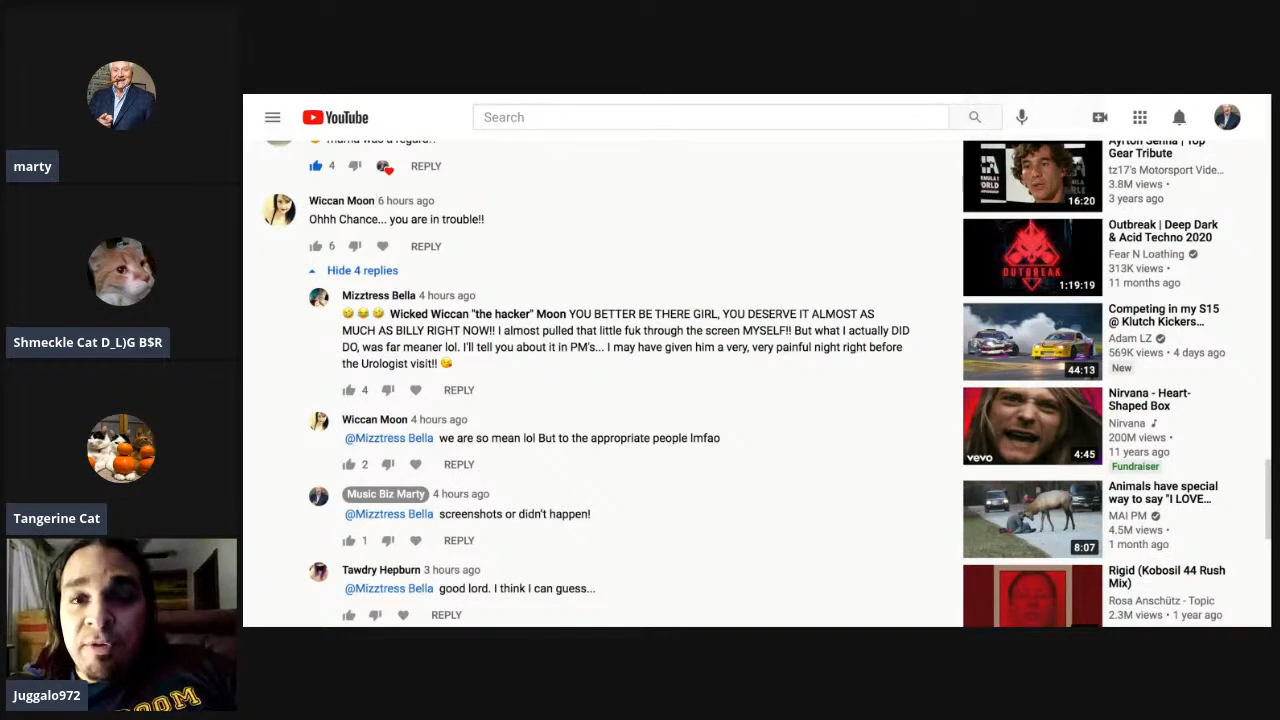 marty
Shmeckle Cat D_L)G B$R
Tangerine Cat
Juggalo972
YouTube
Search
4
REPLY
Wiccan Moon 6 hours ago
Ohhh Chance... you are in trouble!!
6
REPLY
Hide 4 replies
Mizztress Bella 4 hours ago
🤣😂🤣 Wicked Wiccan "the hacker" Moon YOU BETTER BE THERE GIRL, YOU DESERVE IT ALMOST AS
MUCH AS BILLY RIGHT NOW!! I almost pulled that little fuk through the screen MYSELF!! But what I actually DID
DO, was far meaner lol. I'll tell you about it in PM's... I may have given him a very, very painful night right before
the Urologist visit!! 😘
4
REPLY
Wiccan Moon 4 hours ago
@Mizztress Bella we are so mean lol But to the appropriate people lmfao
2
REPLY
Music Biz Marty 4 hours ago
@Mizztress Bella screenshots or didn't happen!
1
REPLY
Tawdry Hepburn 3 hours ago
@Mizztress Bella good lord. I think I can guess...
REPLY
Ayrton Senna | Top
Gear Tribute
tz17's Motorsport Vide...
3.8M views •
3 years ago
16:20
Outbreak | Deep Dark
& Acid Techno 2020
Fear N Loathing
313K views •
11 months ago
OUTBREAK
1:19:19
Competing in my S15
@ Klutch Kickers...
Adam LZ
569K views • 4 days ago
New
44:13
Nirvana - Heart-
Shaped Box
Nirvana
200M views •
11 years ago
Fundraiser
vevo
4:45
Animals have special
way to say "I LOVE...
MAI PM
4.5M views •
1 month ago
8:07
Rigid (Kobosil 44 Rush
Mix)
Rosa Anschütz - Topic
2.3M views • 1 year ago